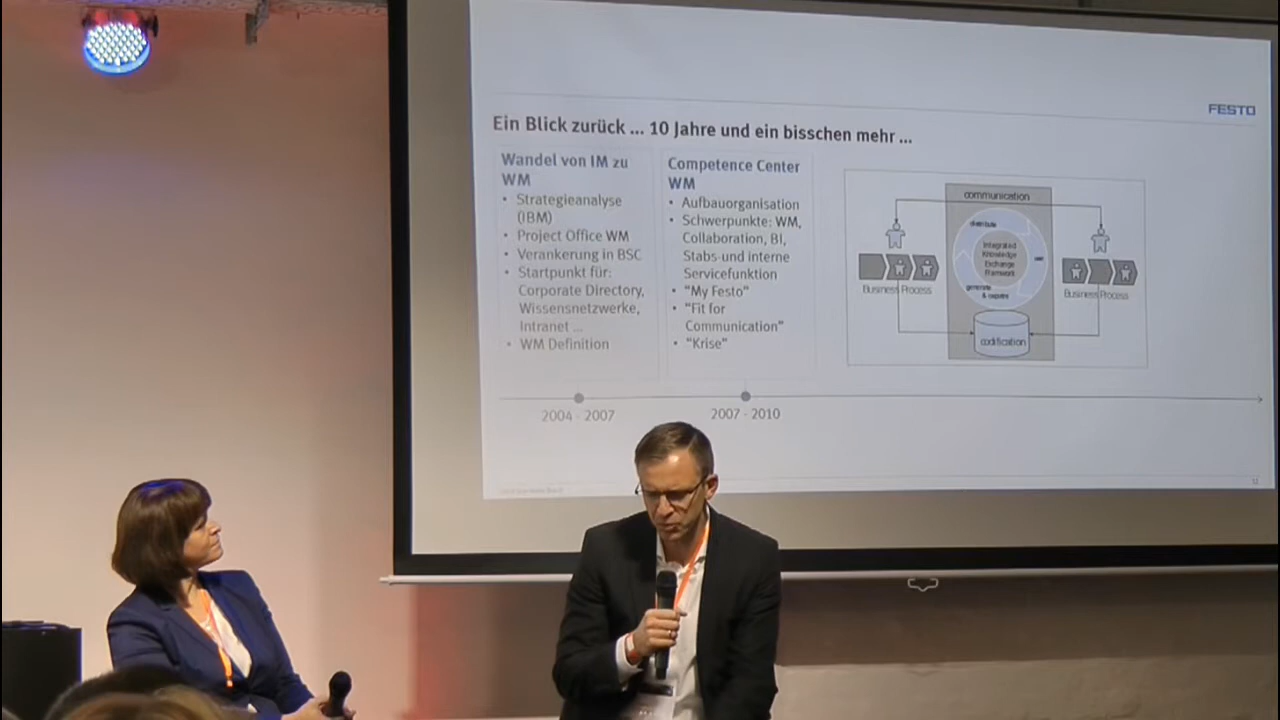 FESTO
Ein Blick zurück ... 10 Jahre und ein bisschen mehr ...
Wandel von IM zu
WM
• Strategieanalyse
(IBM)
• Project Office WM
• Verankerung in BSC
• Startpunkt für:
Corporate Directory,
Wissensnetzwerke,
Intranet ...
• WM Definition
Competence Center
WM
• Aufbauorganisation
• Schwerpunkte: WM,
Collaboration, BI,
Stabs-und interne
Servicefunktion
• "My Festo"
• "Fit for
Communication"
• "Krise"
communication
distribute
Integrated
Knowledge
Exchange
Framework
use
generate
Business Process
Business Process
codification
2004 - 2007
2007 - 2010